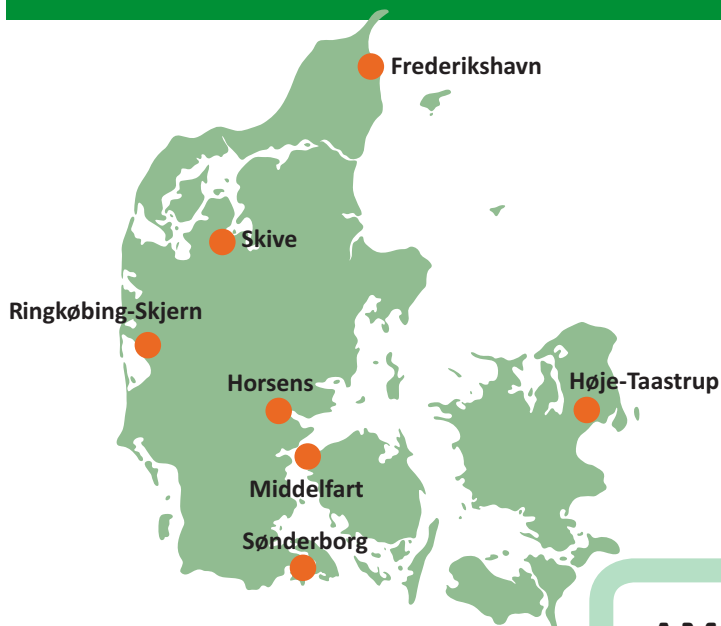 Frederikshavn
Skive
Ringkøbing-Skjern
Høje-Taastrup
Horsens
Middelfart
Sønderborg